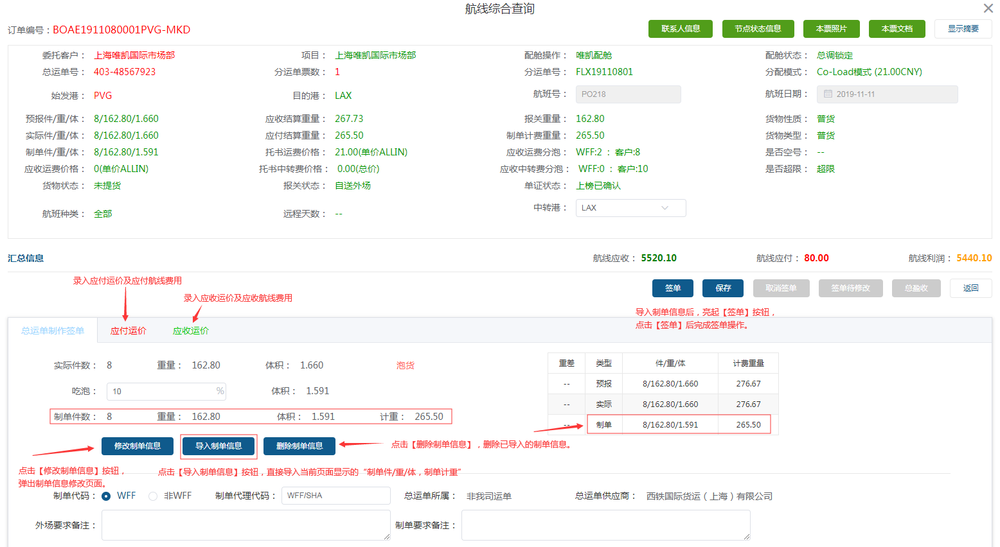 航线综合查询
订单编号：BOAE1911080001PVG-MKD
联系人信息 节点状态信息 本票照片 本票文档 显示摘要
委托客户： 上海唯凯国际市场部 项目： 上海唯凯国际市场部 配舱操作： 唯凯配舱 配舱状态： 总调锁定
总运单号： 403-48567923 分运单票数： 1 分运单号： FLX19110801 分配模式： Co-Load模式 (21.00CNY)
始发港： PVG 目的港： LAX 航班号： PO218 航班日期： 2019-11-11
预报件/重/体： 8/162.80/1.660 应收结算重量： 267.73 报关重量： 162.80 货物性质： 普货
实际件/重/体： 8/162.80/1.660 应付结算重量： 265.50 制单计费重量： 265.50 货物类型： 普货
制单件/重/体： 8/162.80/1.591 托书运费价格： 21.00(单价ALLIN) 应收运费分泡： WFF:2 ： 客户:8 是否空号： --
应收运费价格： 0(单价ALLIN) 托书中转费价格： 0.00(总价) 应收中转费分泡： WFF:0 ： 客户:10 是否超限： 超限
货物状态： 未提货 报关状态： 自送外场 单证状态： 上榜已确认
航班种类： 全部 远程天数： -- 中转港： LAX
汇总信息 航线应收： 5520.10 航线应付： 80.00 航线利润： 5440.10
录入应付运价及应付航线费用
录入应收运价及应收航线费用
签单 保存 取消签单 签单待修改 总盈收 返回
导入制单信息后，亮起【签单】按钮，
点击【签单】后完成签单操作。
总运单制作签单 应付运价 应收运价
实际件数： 8 重量： 162.80 体积： 1.660 泡货
吃泡： 10 % 体积： 1.591
制单件数： 8 重量： 162.80 体积： 1.591 计重： 265.50
重差 类型 件/重/体 计费重量
-- 预报 8/162.80/1.660 276.67
-- 实际 8/162.80/1.660 276.67
-- 制单 8/162.80/1.591 265.50
修改制单信息 导入制单信息 删除制单信息
点击【删除制单信息】，删除已导入的制单信息。
点击【修改制单信息】按钮，
弹出制单信息修改页面。
点击【导入制单信息】按钮，直接导入当前页面显示的“制单件/重/体，制单计重”
制单代码： WFF 非WFF 制单代理代码： WFF/SHA 总运单所属： 非我司运单 总运单供应商： 西铁国际货运（上海）有限公司
外场要求备注： 制单要求备注：